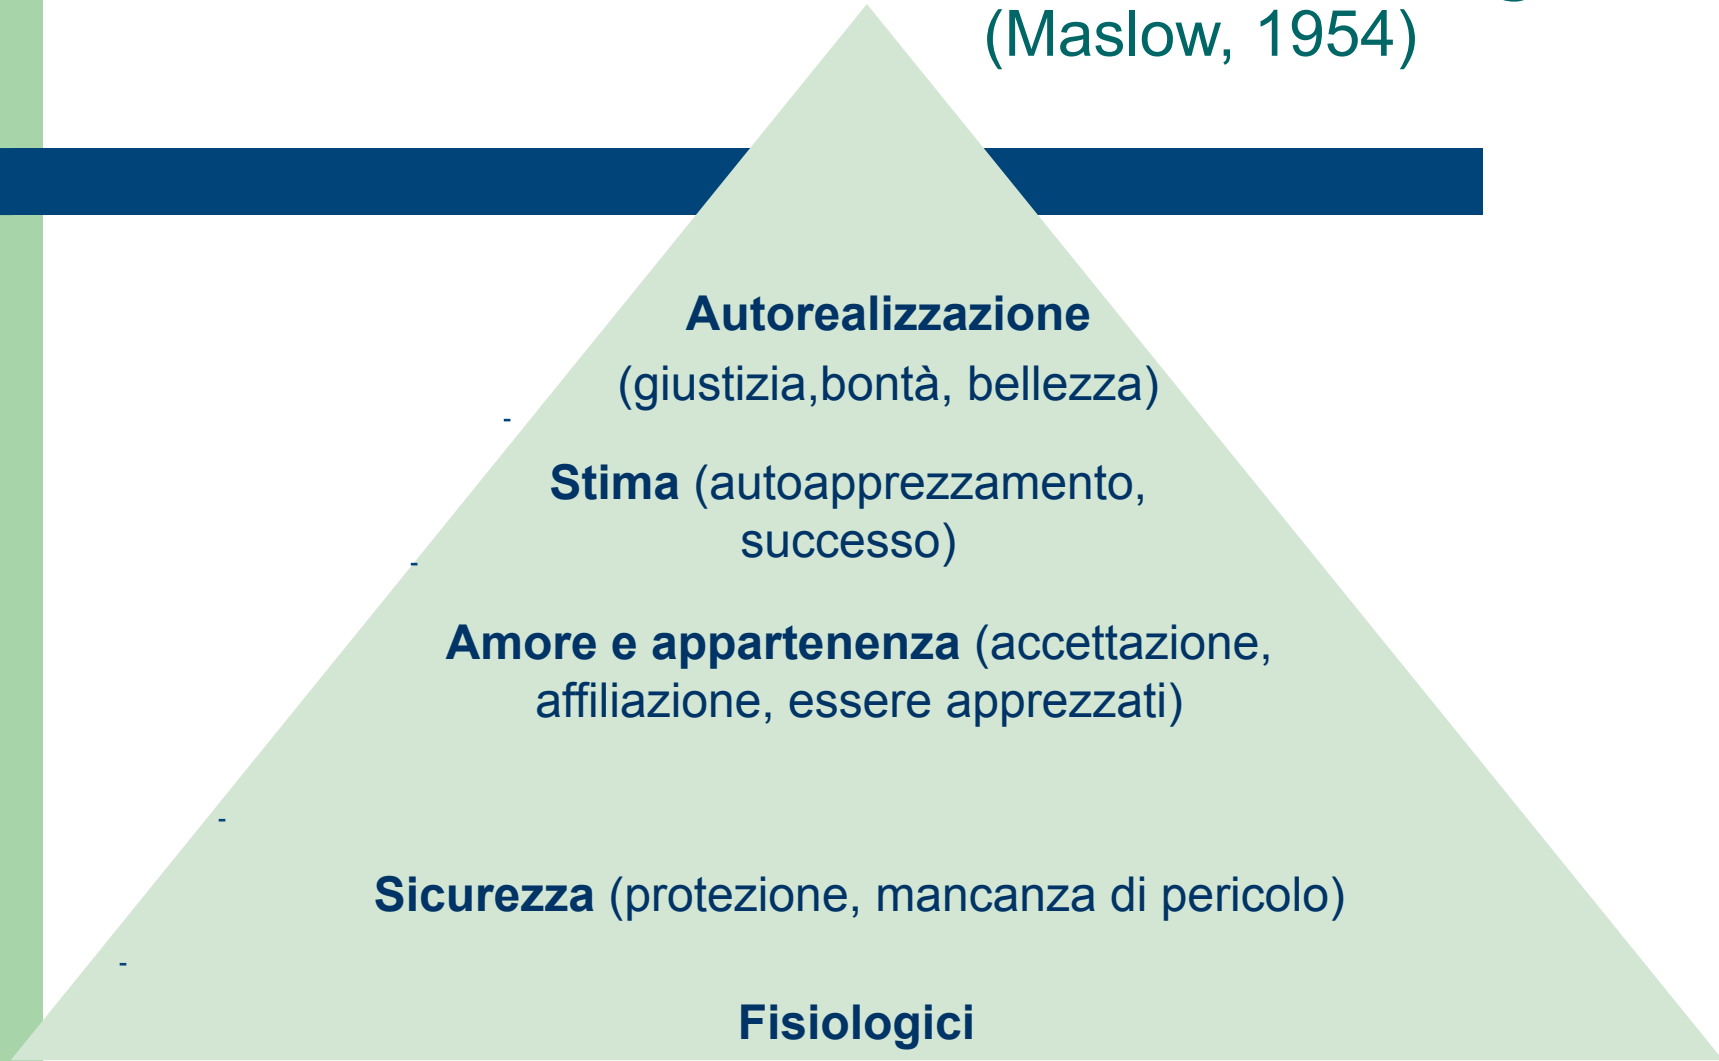 (Maslow, 1954)
Autorealizzazione
(giustizia,bontà, bellezza)
-
Stima (autoapprezzamento,
successo)
-
Amore e appartenenza (accettazione,
affiliazione, essere apprezzati)
-
Sicurezza (protezione, mancanza di pericolo)
-
Fisiologici